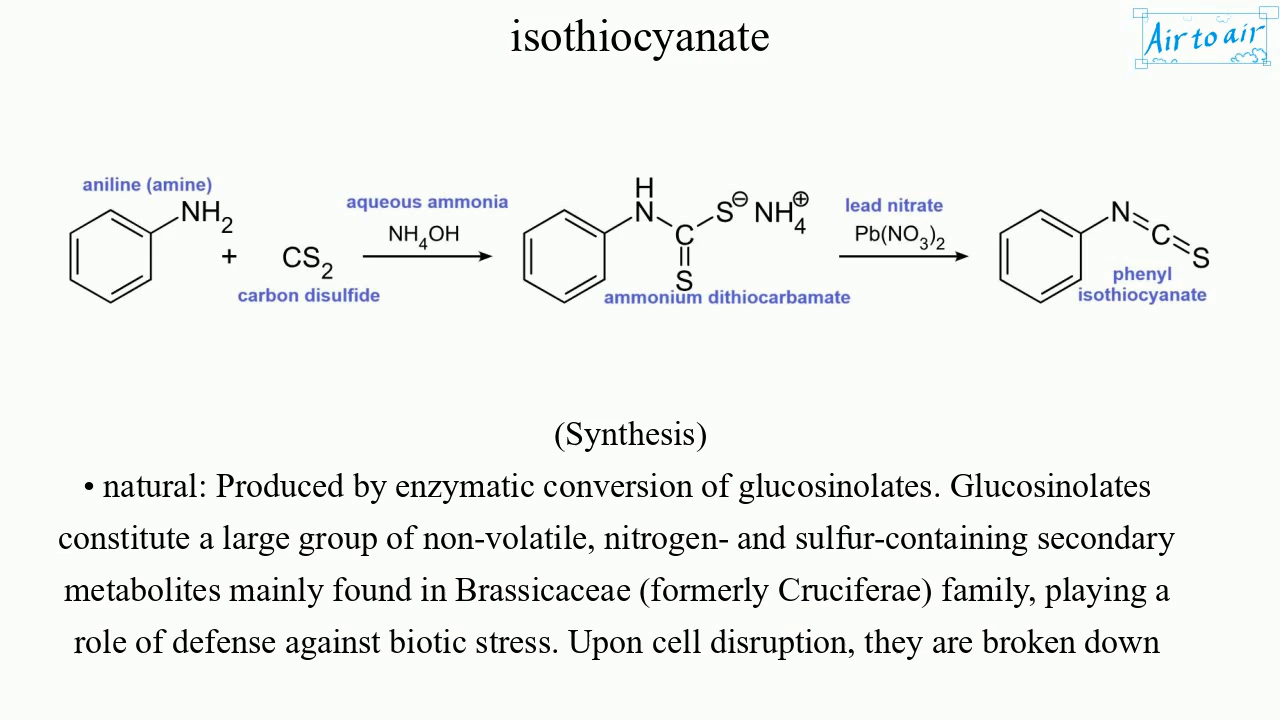 isothiocyanate
Air to air
aniline (amine)
NH2
+
CS2
carbon disulfide
aqueous ammonia
NH4OH
H
N
C
S⊖ NH4⊕
S
ammonium dithiocarbamate
lead nitrate
Pb(NO3)2
N
C
S
phenyl
isothiocyanate
(Synthesis)
• natural: Produced by enzymatic conversion of glucosinolates. Glucosinolates
constitute a large group of non-volatile, nitrogen- and sulfur-containing secondary
metabolites mainly found in Brassicaceae (formerly Cruciferae) family, playing a
role of defense against biotic stress. Upon cell disruption, they are broken down